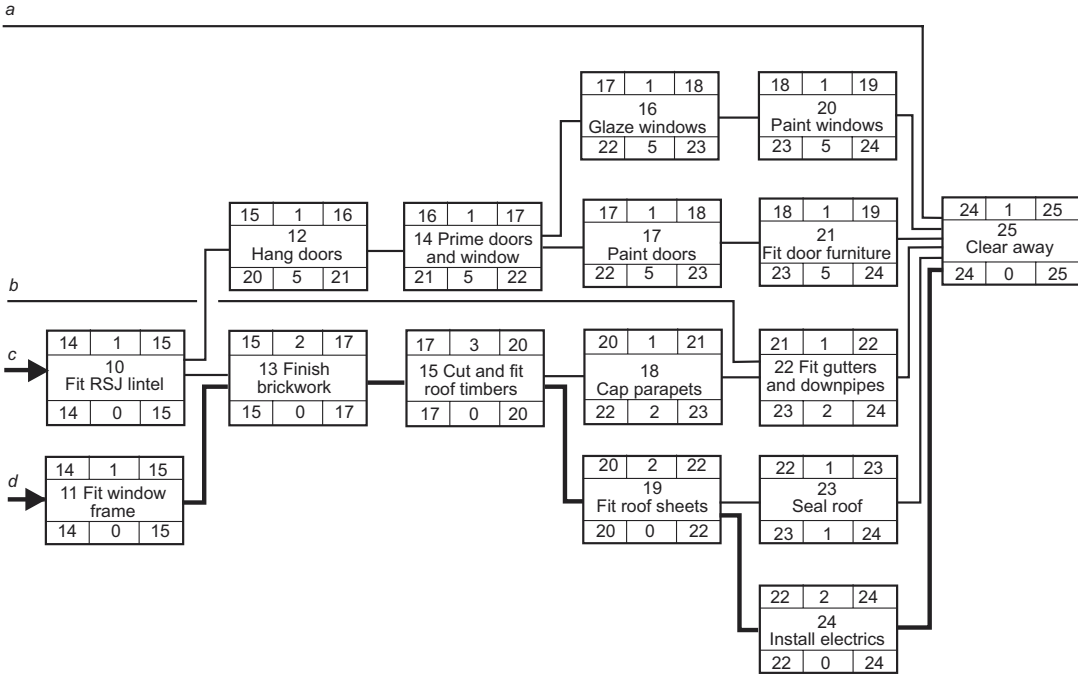 a
17 1 18
16
Glaze windows
22 5 23
18 1 19
20
Paint windows
23 5 24
15 1 16
12
Hang doors
20 5 21
16 1 17
14 Prime doors
and window
21 5 22
17 1 18
17
Paint doors
22 5 23
18 1 19
21
Fit door furniture
23 5 24
24 1 25
25
Clear away
24 0 25
b
c
14 1 15
10
Fit RSJ lintel
14 0 15
15 2 17
13 Finish
brickwork
15 0 17
17 3 20
15 Cut and fit
roof timbers
17 0 20
20 1 21
18
Cap parapets
22 2 23
21 1 22
22 Fit gutters
and downpipes
23 2 24
d
14 1 15
11 Fit window
frame
14 0 15
20 2 22
19
Fit roof sheets
20 0 22
22 1 23
23
Seal roof
23 1 24
22 2 24
24
Install electrics
22 0 24